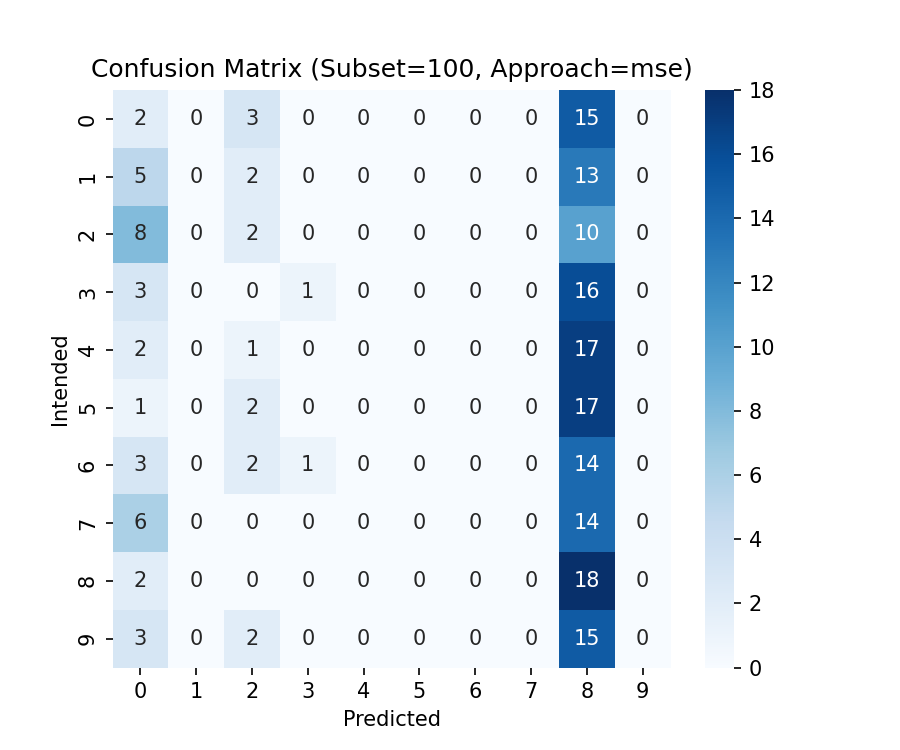 Confusion Matrix (Subset=100, Approach=mse)
0 2 0 3 0 0 0 0 0 15 0
1 5 0 2 0 0 0 0 0 13 0
2 8 0 2 0 0 0 0 0 10 0
3 3 0 0 1 0 0 0 0 16 0
4 2 0 1 0 0 0 0 0 17 0
5 1 0 2 0 0 0 0 0 17 0
6 3 0 2 1 0 0 0 0 14 0
7 6 0 0 0 0 0 0 0 14 0
8 2 0 0 0 0 0 0 0 18 0
9 3 0 2 0 0 0 0 0 15 0
0 1 2 3 4 5 6 7 8 9
Predicted
Intended
18
16
14
12
10
8
6
4
2
0